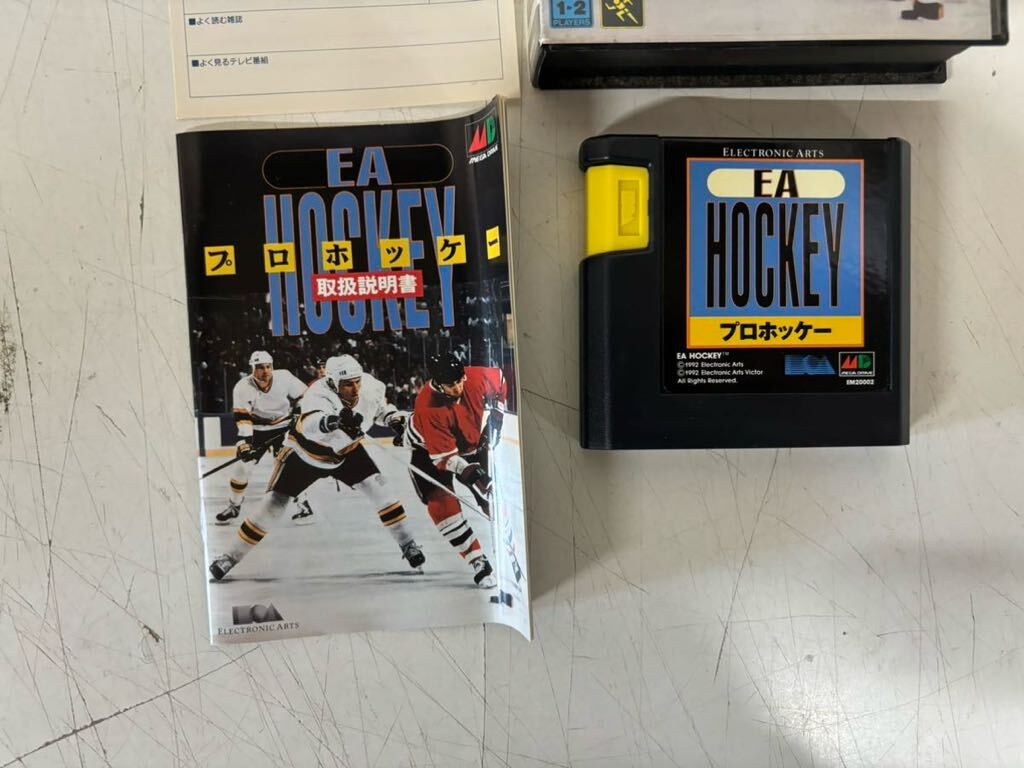 ■よく読む雑誌
■よく見るテレビ番組
1-2
PLAYERS
MD
MEGA DRIVE
EA
HOCKEY
プロホッケー
取扱説明書
ELECTRONIC ARTS
ELECTRONIC ARTS
EA
HOCKEY
プロホッケー
EA HOCKEY™
©1992 Electronic Arts
©1992 Electronic Arts Victor
All Rights Reserved.
MD
MEGA DRIVE
EM20002